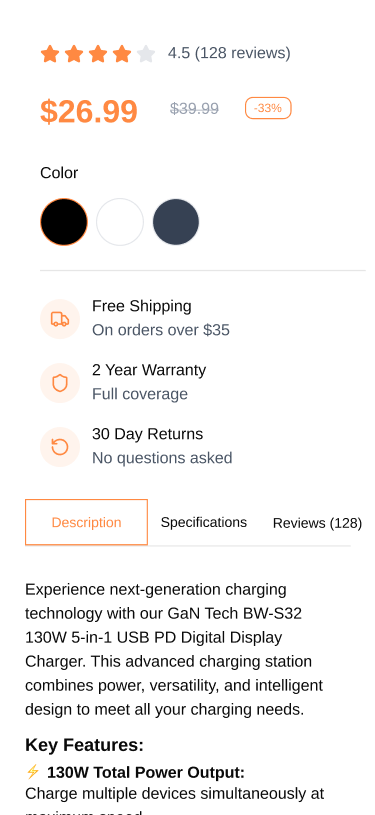 4.5 (128 reviews)
$26.99 $39.99 -33%
Color
Free Shipping
On orders over $35
2 Year Warranty
Full coverage
30 Day Returns
No questions asked
Description Specifications Reviews (128)
Experience next-generation charging
technology with our GaN Tech BW-S32
130W 5-in-1 USB PD Digital Display
Charger. This advanced charging station
combines power, versatility, and intelligent
design to meet all your charging needs.
Key Features:
⚡ 130W Total Power Output:
Charge multiple devices simultaneously at
maximum speed